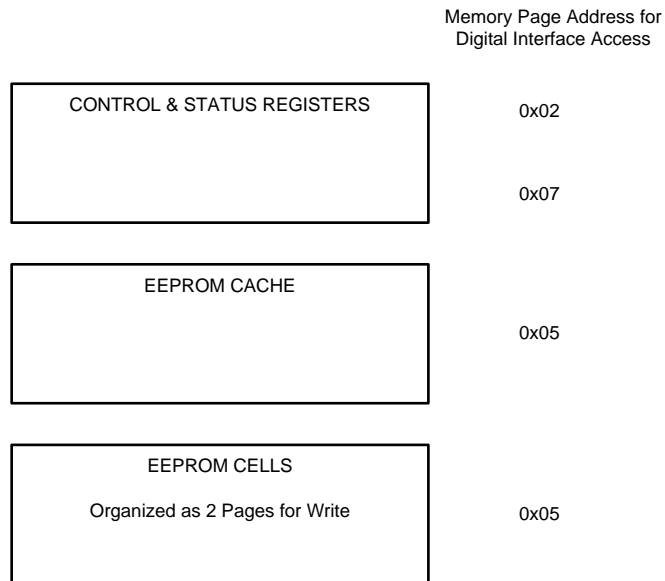 Memory Page Address for
Digital Interface Access
CONTROL & STATUS REGISTERS
0x02
0x07
EEPROM CACHE
0x05
EEPROM CELLS
Organized as 2 Pages for Write
0x05